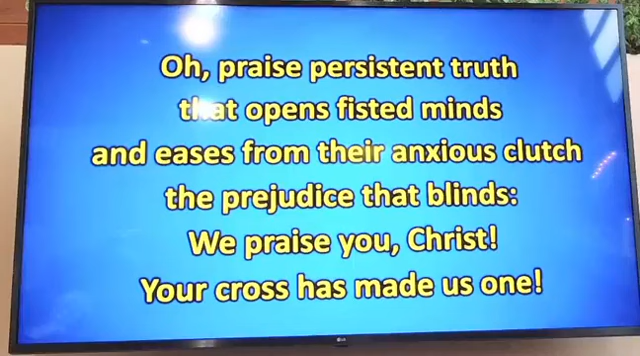 Oh, praise persistent truth
that opens fisted minds
and eases from their anxious clutch
the prejudice that blinds:
We praise you, Christ!
Your cross has made us one!
LG